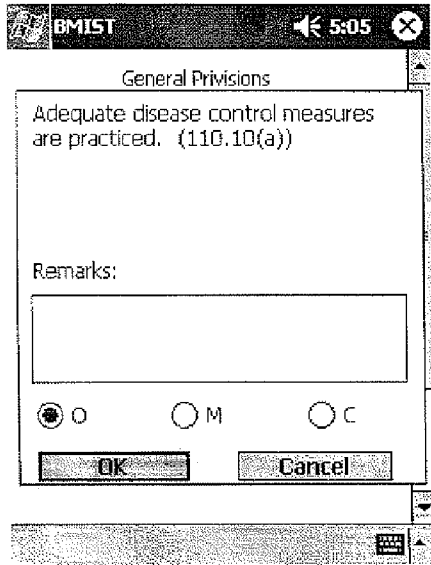 BMIST 5:05
General Privisions
Adequate disease control measures
are practiced. (110.10(a))
Remarks:
O M C
OK Cancel